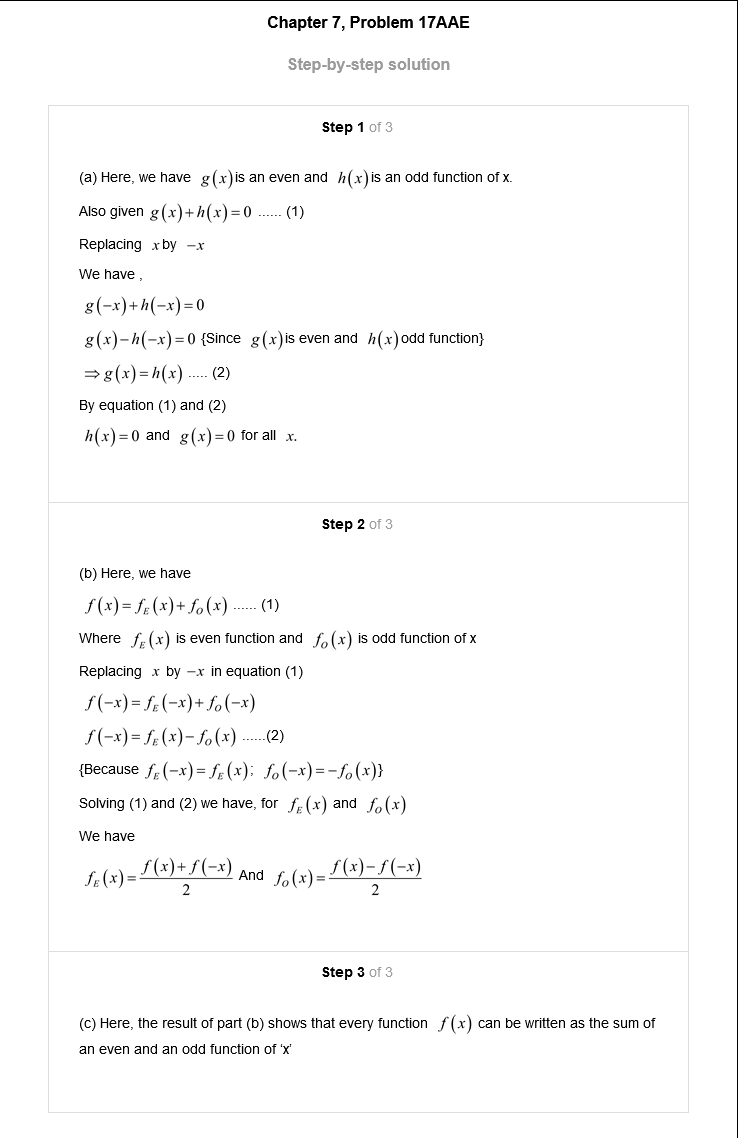 Chapter 7, Problem 17AAE
Step-by-step solution
Step 1 of 3
(a) Here, we have g(x) is an even and h(x) is an odd function of x.
Also given g(x)+h(x)=0 ...... (1)
Replacing x by −x
We have ,
g(−x)+h(−x)=0
g(x)−h(−x)=0 {Since g(x) is even and h(x) odd function}
⇒g(x)=h(x) ..... (2)
By equation (1) and (2)
h(x)=0 and g(x)=0 for all x.
Step 2 of 3
(b) Here, we have
f(x)=f_E(x)+f_O(x) ...... (1)
Where f_E(x) is even function and f_O(x) is odd function of x
Replacing x by −x in equation (1)
f(−x)=f_E(−x)+f_O(−x)
f(−x)=f_E(x)−f_O(x) ......(2)
{Because f_E(−x)=f_E(x); f_O(−x)=−f_O(x)}
Solving (1) and (2) we have, for f_E(x) and f_O(x)
We have
f_E(x)=(f(x)+f(−x))/2 And f_O(x)=(f(x)−f(−x))/2
Step 3 of 3
(c) Here, the result of part (b) shows that every function f(x) can be written as the sum of
an even and an odd function of 'x'